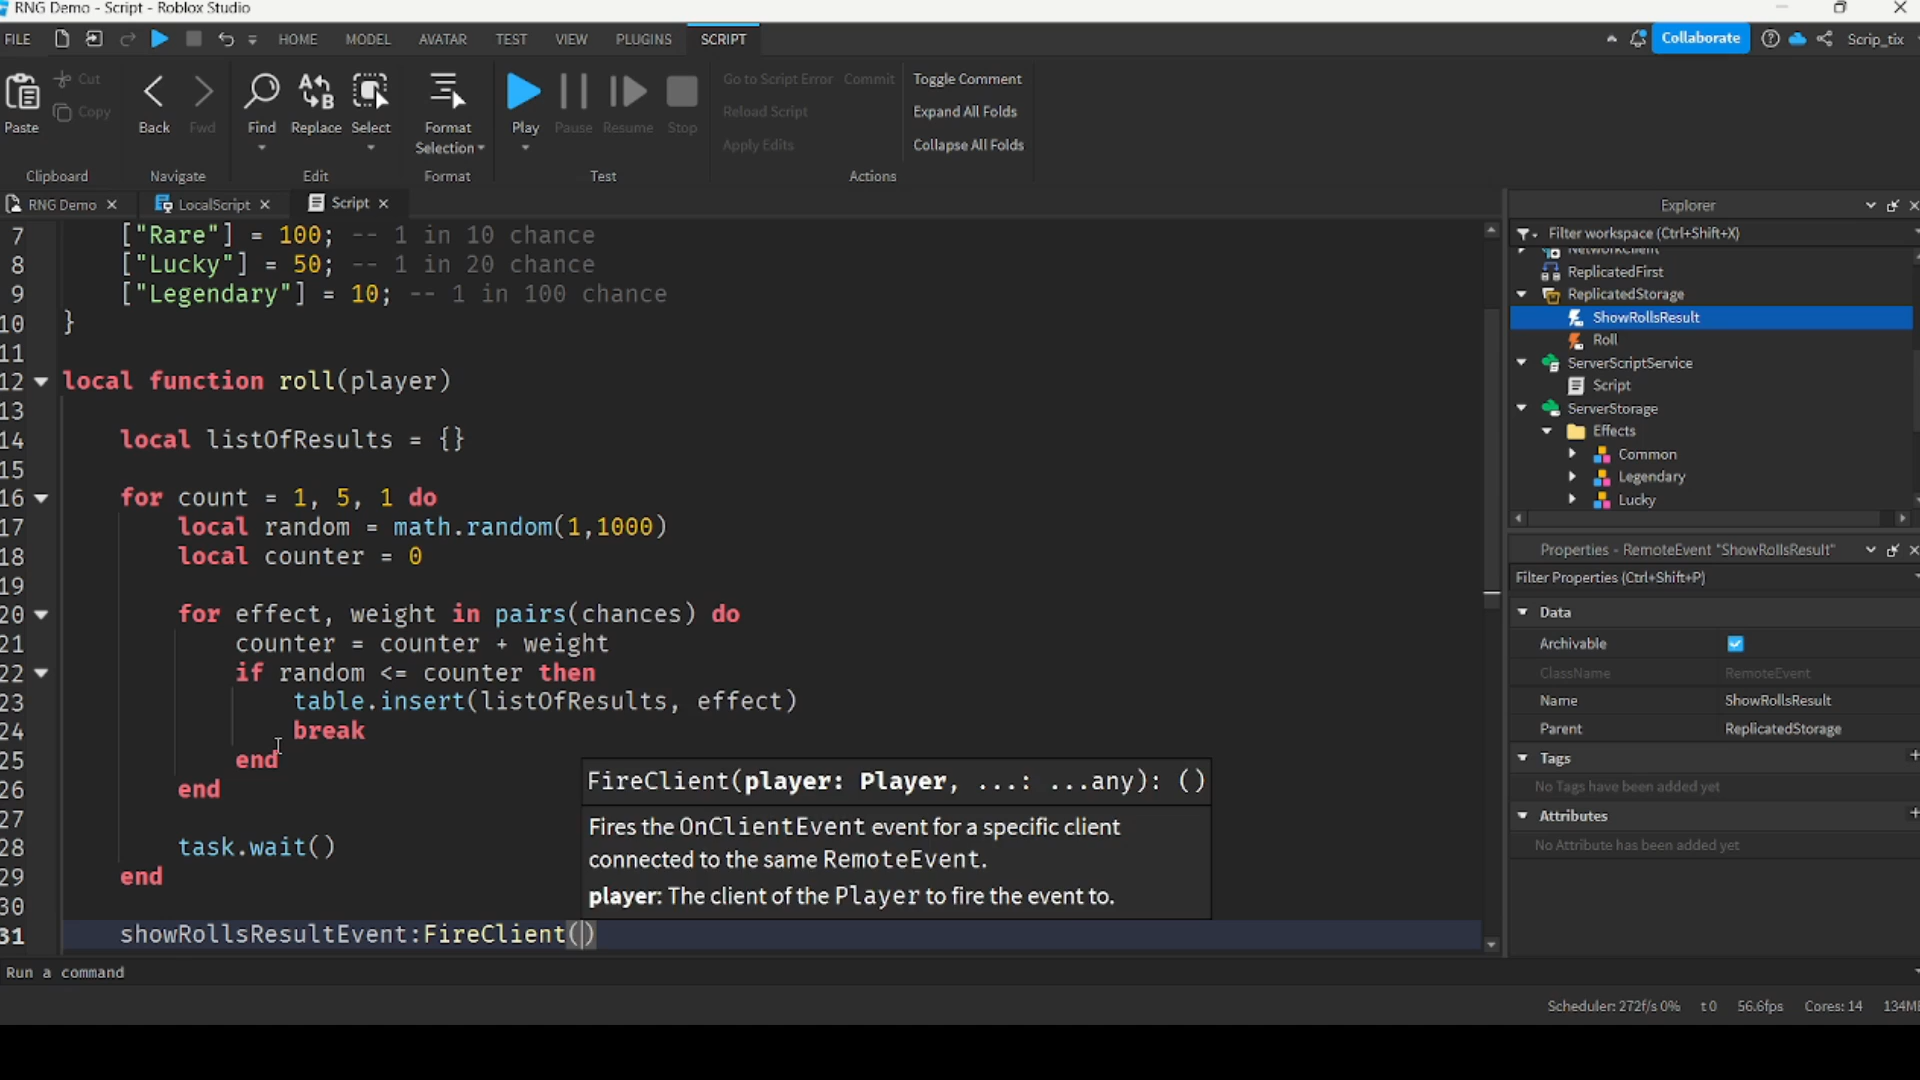 RNG Demo - Script - Roblox Studio
FILE HOME MODEL AVATAR TEST VIEW PLUGINS SCRIPT Collaborate Scrip_tix
Paste Cut Copy Back Fwd Find Replace Select Format Selection Play Pause Resume Stop
Go to Script Error Commit Toggle Comment
Reload Script Expand All Folds
Apply Edits Collapse All Folds
Clipboard Navigate Edit Format Test Actions
RNG Demo LocalScript Script
7 ["Rare"] = 100; -- 1 in 10 chance
8 ["Lucky"] = 50; -- 1 in 20 chance
9 ["Legendary"] = 10; -- 1 in 100 chance
10 }
11
12 local function roll(player)
13
14 local listOfResults = {}
15
16 for count = 1, 5, 1 do
17 local random = math.random(1,1000)
18 local counter = 0
19
20 for effect, weight in pairs(chances) do
21 counter = counter + weight
22 if random <= counter then
23 table.insert(listOfResults, effect)
24 break
25 end
26 end
27
28 task.wait()
29 end
30
31 showRollsResultEvent:FireClient()
FireClient(player: Player, ...: ...any): ()
Fires the OnClientEvent event for a specific client
connected to the same RemoteEvent.
player: The client of the Player to fire the event to.
Run a command
Explorer
Filter workspace (Ctrl+Shift+X)
NetworkClient
ReplicatedFirst
ReplicatedStorage
ShowRollsResult
Roll
ServerScriptService
Script
ServerStorage
Effects
Common
Legendary
Lucky
Properties - RemoteEvent "ShowRollsResult"
Filter Properties (Ctrl+Shift+P)
Data
Archivable
ClassName RemoteEvent
Name ShowRollsResult
Parent ReplicatedStorage
Tags
No Tags have been added yet
Attributes
No Attribute has been added yet
Scheduler: 272f/s 0% t 0 56.6fps Cores: 14 134M